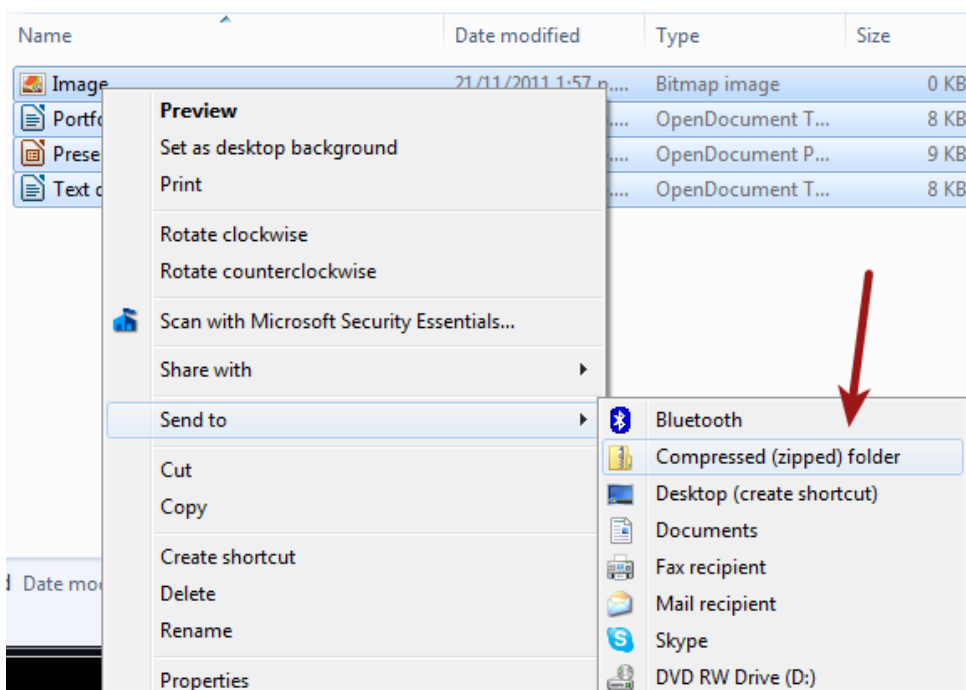 Name Date modified Type Size
Image 21/11/2011 1:57 p.... Bitmap image 0 KB
Portfo .... OpenDocument T... 8 KB
Prese .... OpenDocument P... 9 KB
Text d .... OpenDocument T... 8 KB
Preview
Set as desktop background
Print
Rotate clockwise
Rotate counterclockwise
Scan with Microsoft Security Essentials...
Share with
Send to
Cut
Copy
Create shortcut
Delete
Rename
Properties
Bluetooth
Compressed (zipped) folder
Desktop (create shortcut)
Documents
Fax recipient
Mail recipient
Skype
DVD RW Drive (D:)
d Date mod